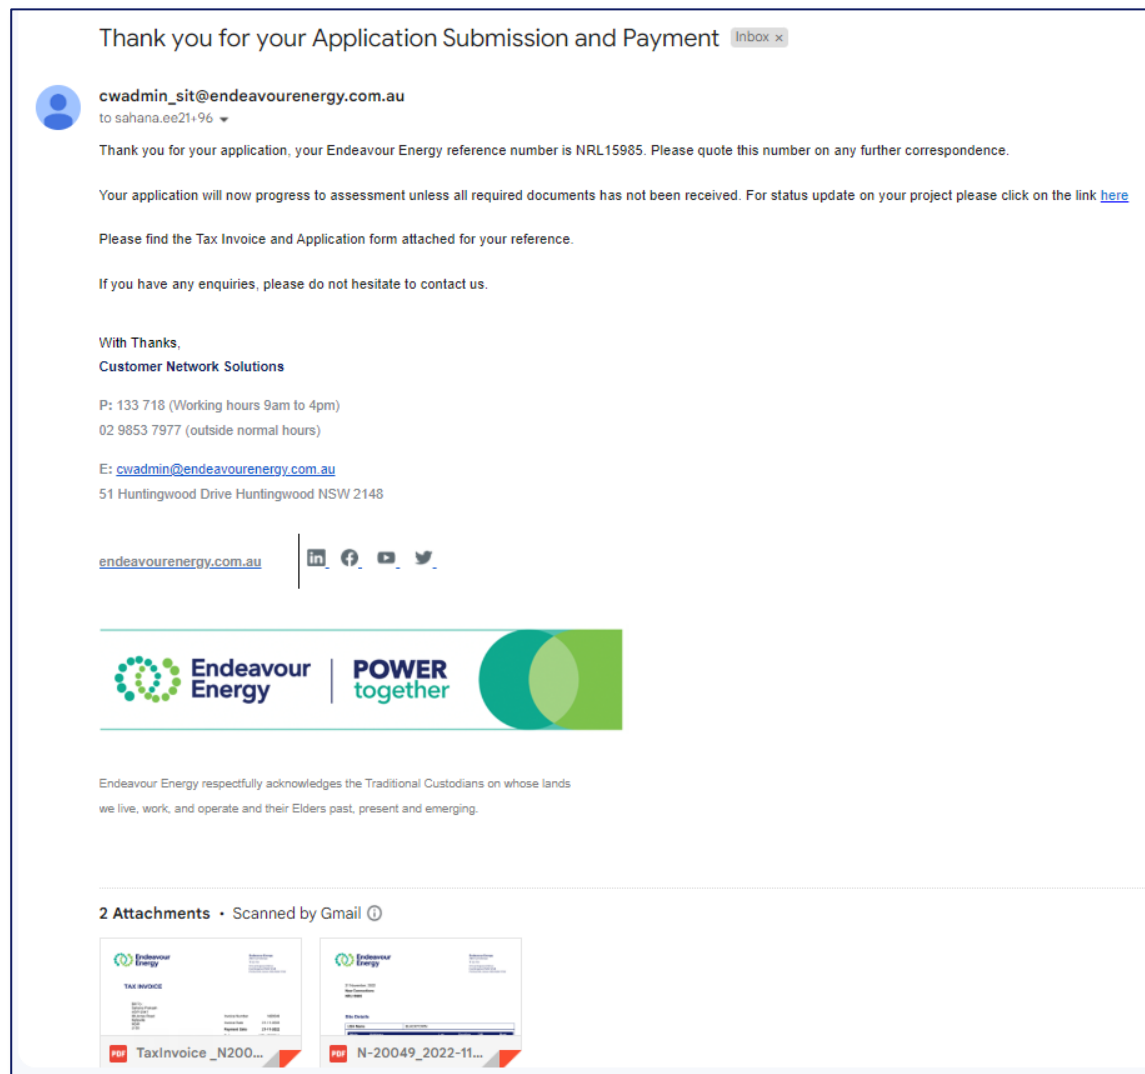 Thank you for your Application Submission and Payment Inbox x
cwadmin_sit@endeavourenergy.com.au
to sahana.ee21+96
Thank you for your application, your Endeavour Energy reference number is NRL15985. Please quote this number on any further correspondence.
Your application will now progress to assessment unless all required documents has not been received. For status update on your project please click on the link here
Please find the Tax Invoice and Application form attached for your reference.
If you have any enquiries, please do not hesitate to contact us.
With Thanks,
Customer Network Solutions
P: 133 718 (Working hours 9am to 4pm)
02 9853 7977 (outside normal hours)
E: cwadmin@endeavourenergy.com.au
51 Huntingwood Drive Huntingwood NSW 2148
endeavourenergy.com.au
Endeavour Energy POWER together
Endeavour Energy respectfully acknowledges the Traditional Custodians on whose lands
we live, work, and operate and their Elders past, present and emerging.
2 Attachments • Scanned by Gmail
Endeavour Energy
TAX INVOICE
Endeavour Energy
Site Details
PDF TaxInvoice _N200...
PDF N-20049_2022-11...